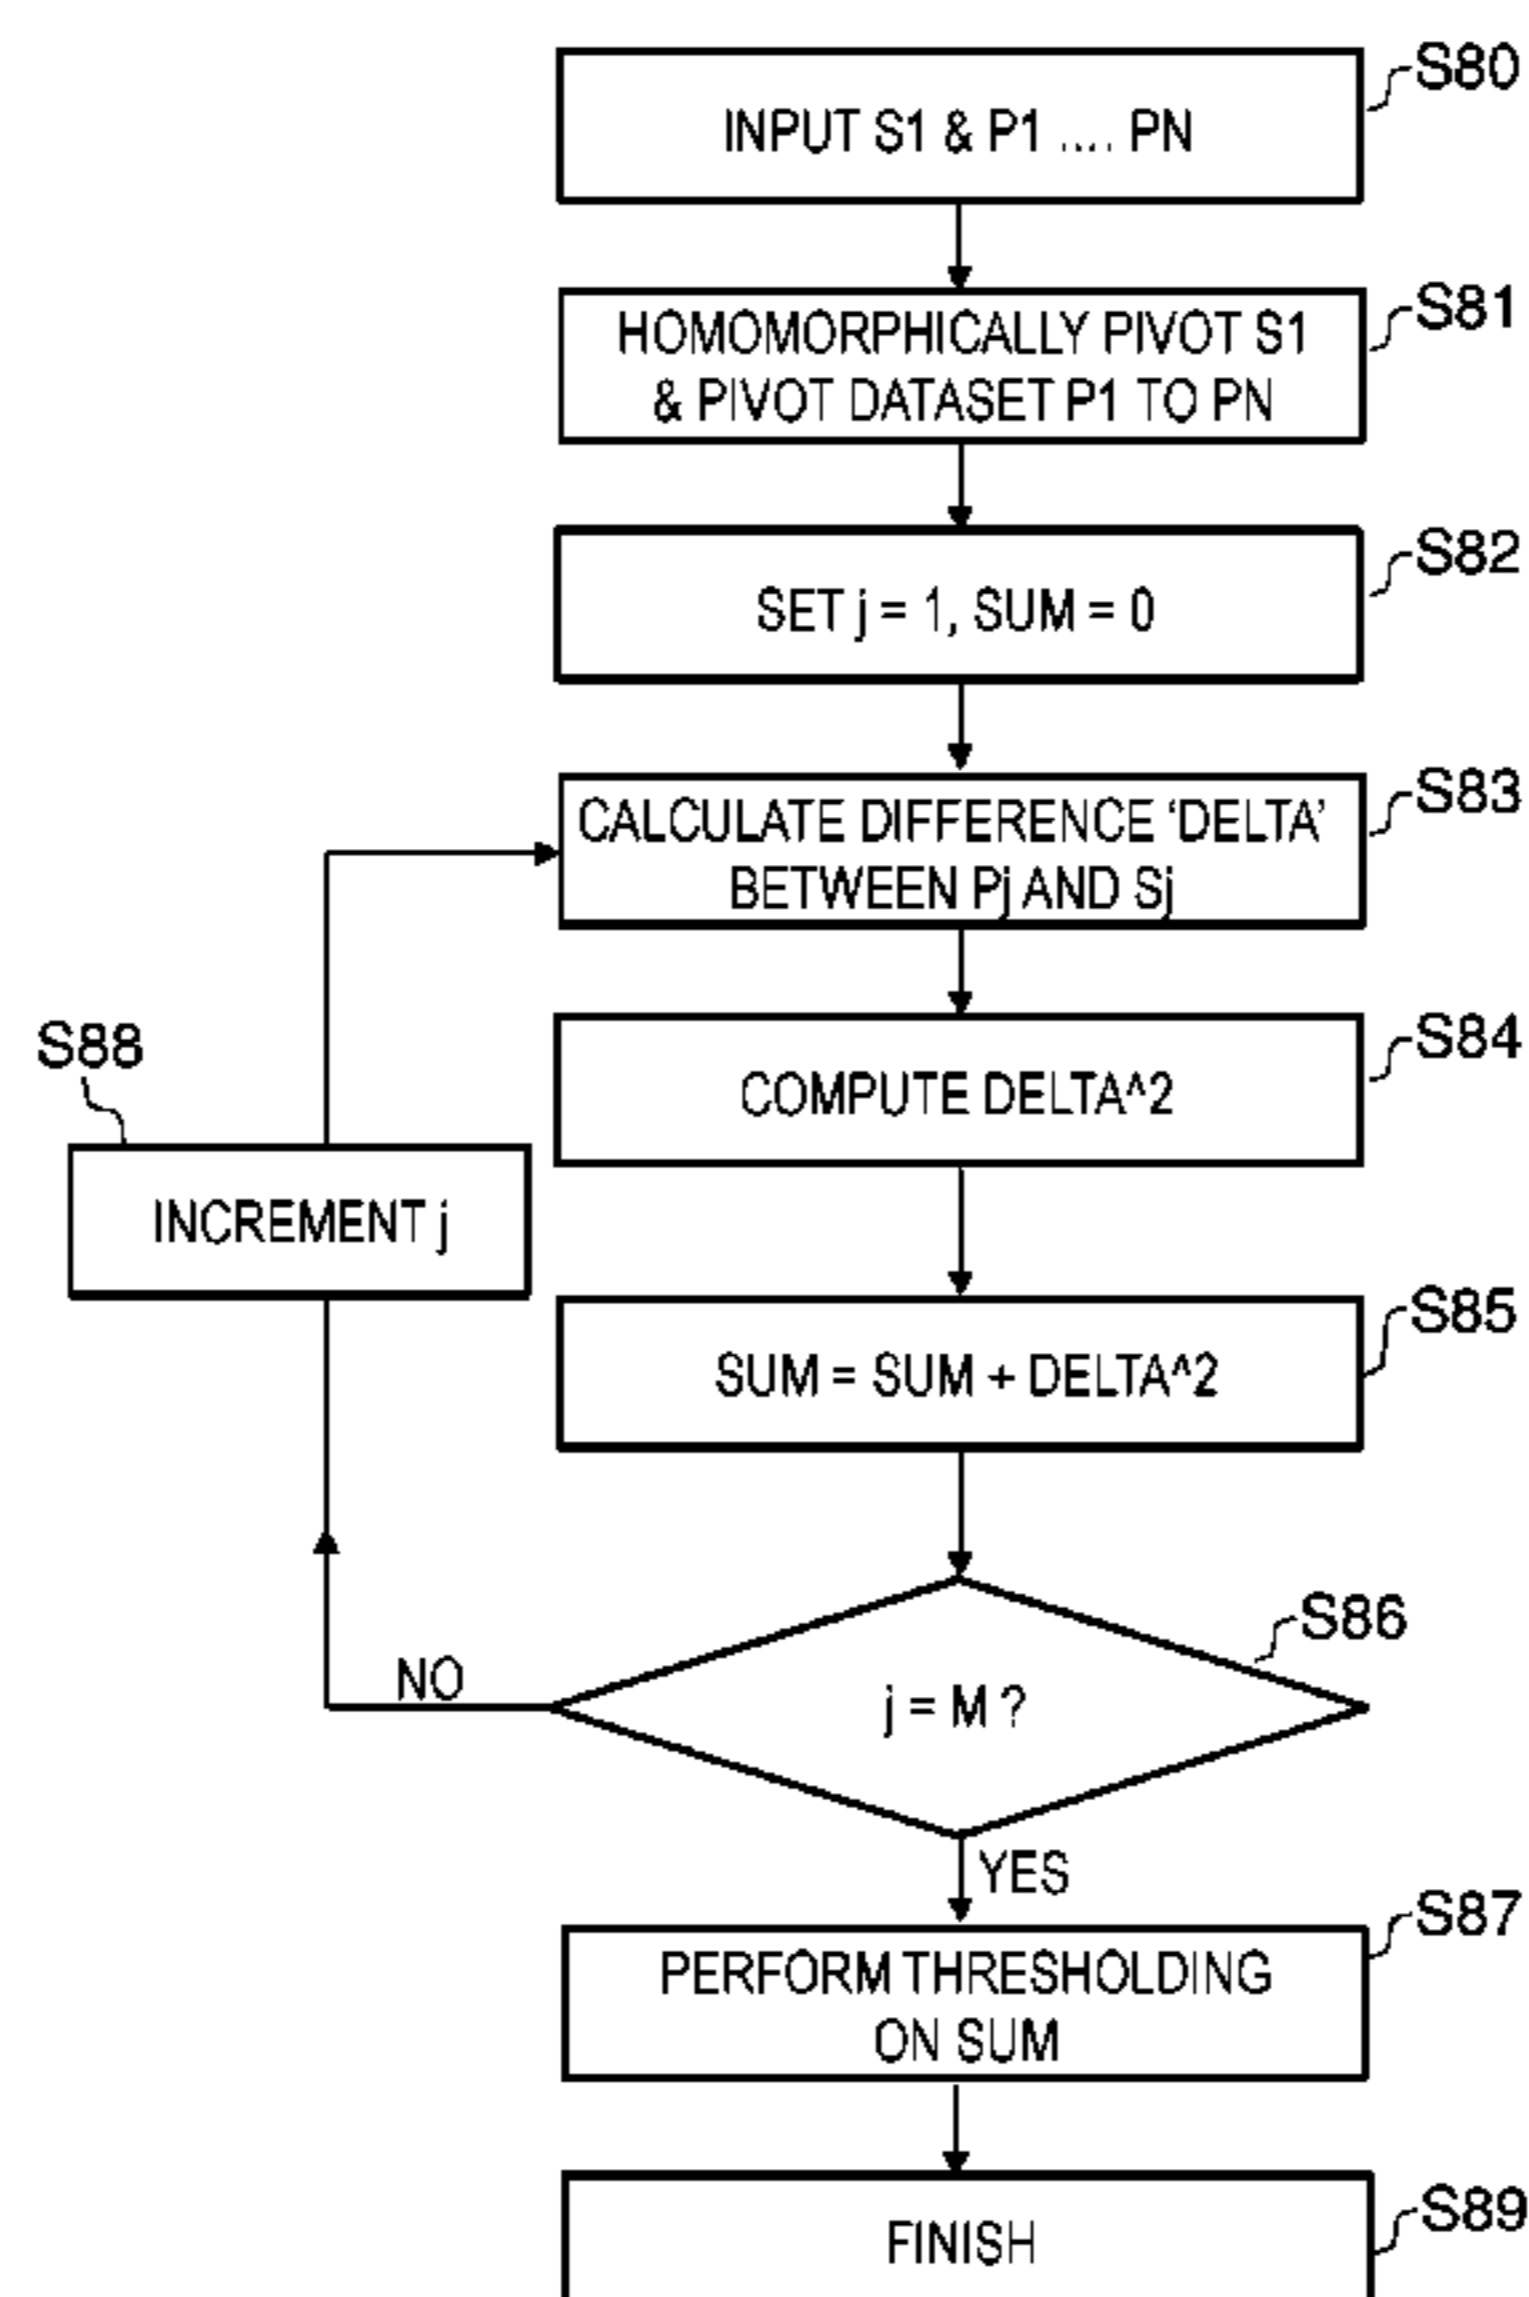 S80
INPUT S1 & P1 .... PN
S81
HOMOMORPHICALLY PIVOT S1
& PIVOT DATASET P1 TO PN
S82
SET j = 1, SUM = 0
S83
CALCULATE DIFFERENCE ‘DELTA’
BETWEEN Pj AND Sj
S84
COMPUTE DELTA^2
S88
INCREMENT j
S85
SUM = SUM + DELTA^2
S86
j = M ?
NO
YES
S87
PERFORM THRESHOLDING
ON SUM
S89
FINISH